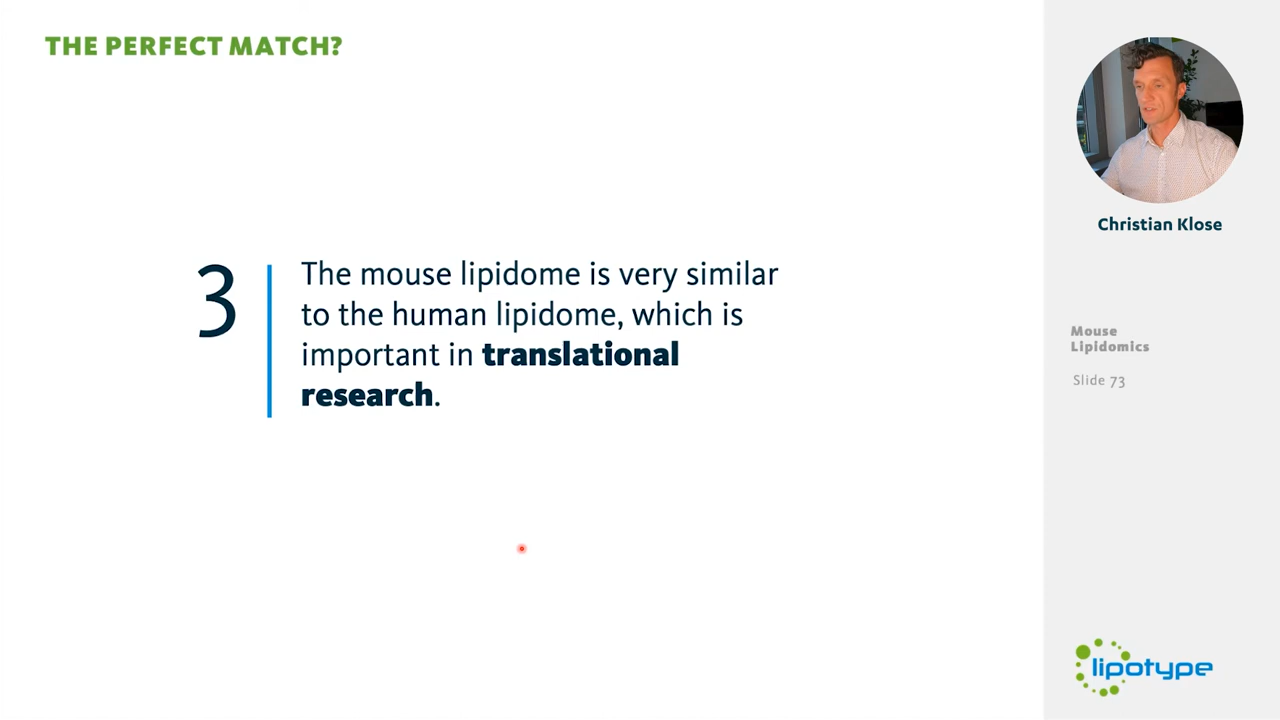 THE PERFECT MATCH?
3
The mouse lipidome is very similar
to the human lipidome, which is
important in translational
research.
Christian Klose
Mouse
Lipidomics
Slide 73
lipotype